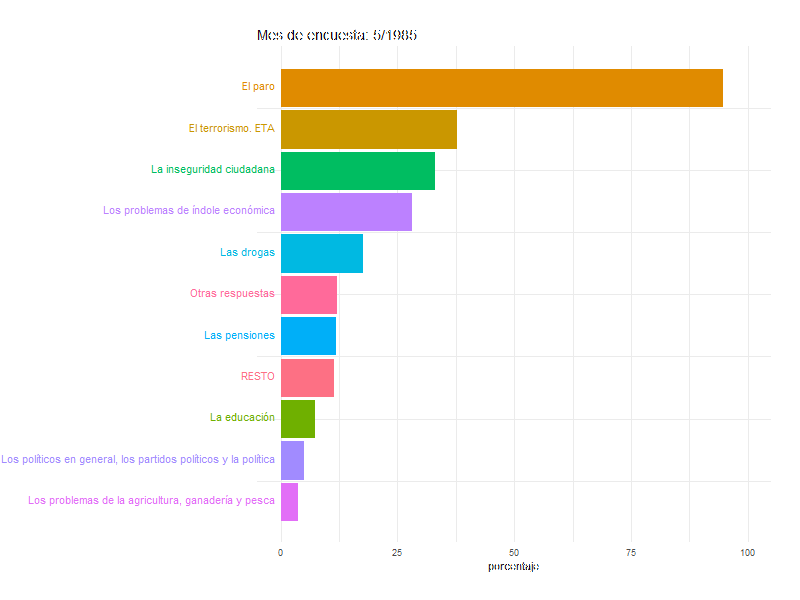 Mes de encuesta: 5/1985
El paro
El terrorismo. ETA
La inseguridad ciudadana
Los problemas de índole económica
Las drogas
Otras respuestas
Las pensiones
RESTO
La educación
Los políticos en general, los partidos políticos y la política
Los problemas de la agricultura, ganadería y pesca
0 25 50 75 100
porcentaje